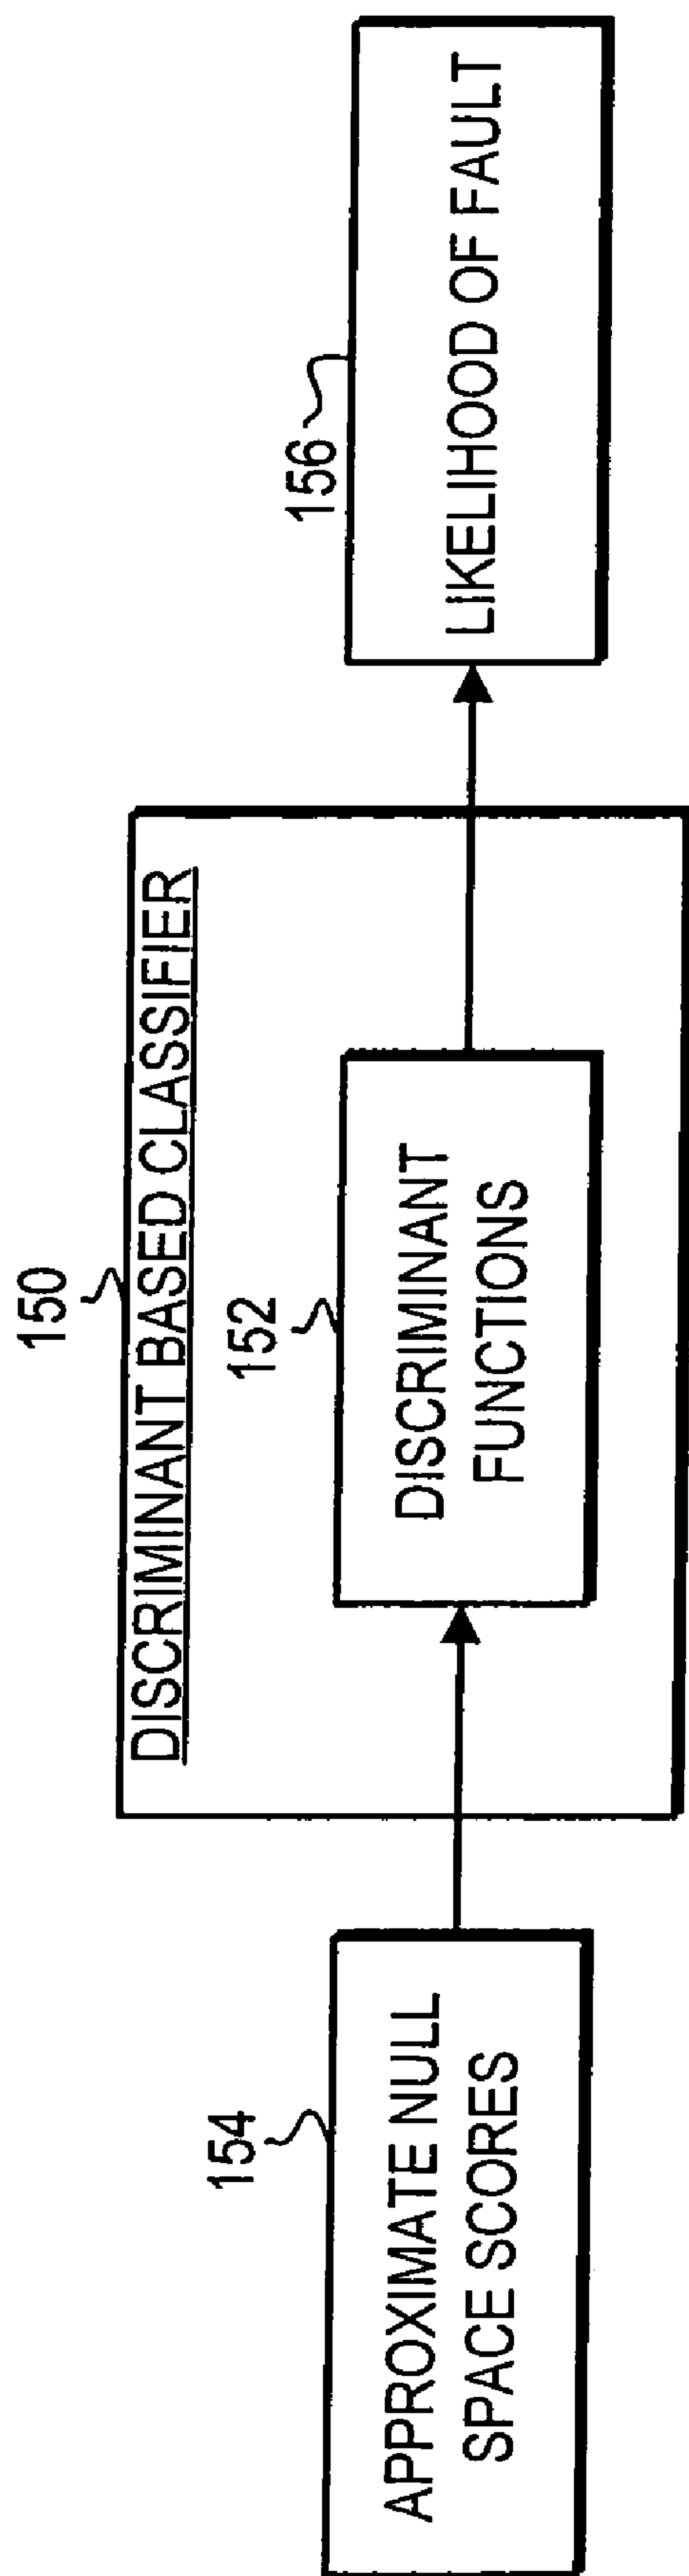 154
APPROXIMATE NULL
SPACE SCORES
150
DISCRIMINANT BASED CLASSIFIER
152
DISCRIMINANT
FUNCTIONS
156
LIKELIHOOD OF FAULT